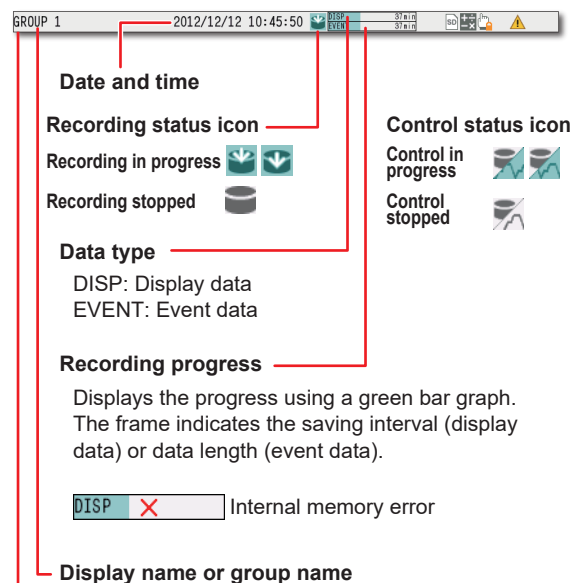 GROUP 1 2012/12/12 10:45:50 DISP 37min
EVENT 37min
SD
Date and time
Recording status icon
Recording in progress
Recording stopped
Control status icon
Control in
progress
Control
stopped
Data type
DISP: Display data
EVENT: Event data
Recording progress
Displays the progress using a green bar graph.
The frame indicates the saving interval (display
data) or data length (event data).
DISP Internal memory error
Display name or group name